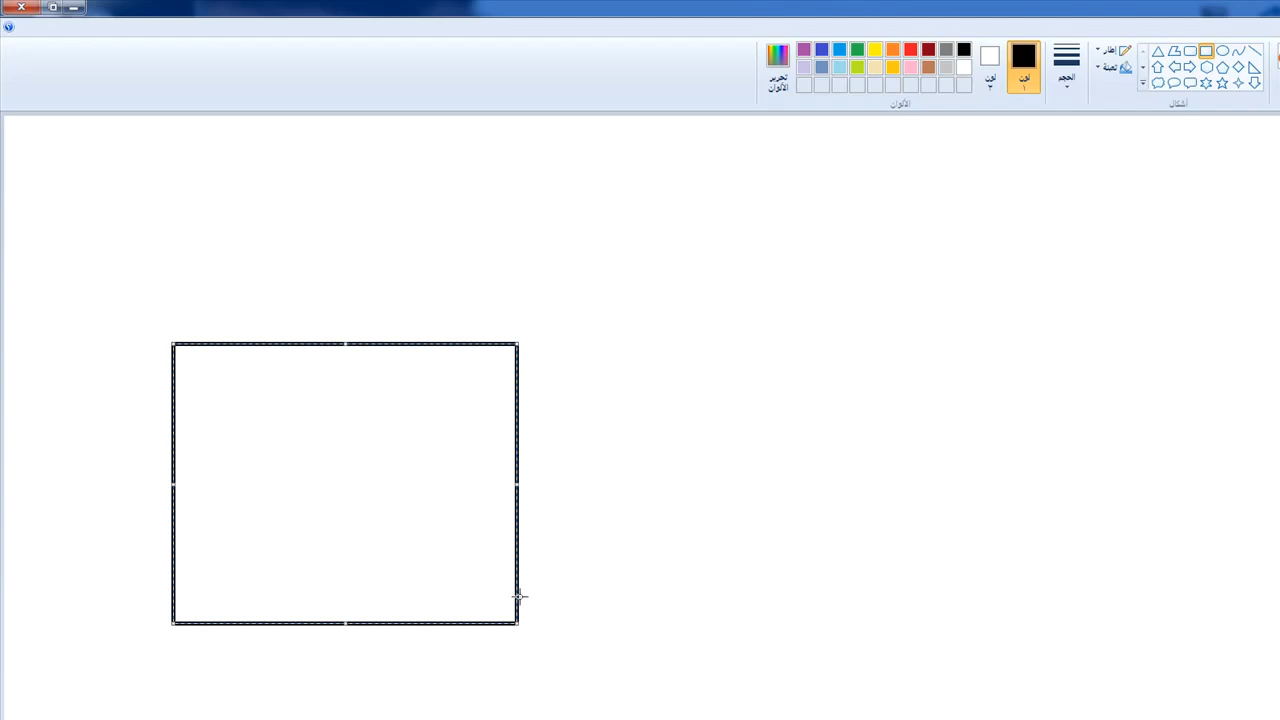 إطار
تعبئة
أشكال
الحجم
لون
١
لون
٢
تحرير
الألوان
الألوان